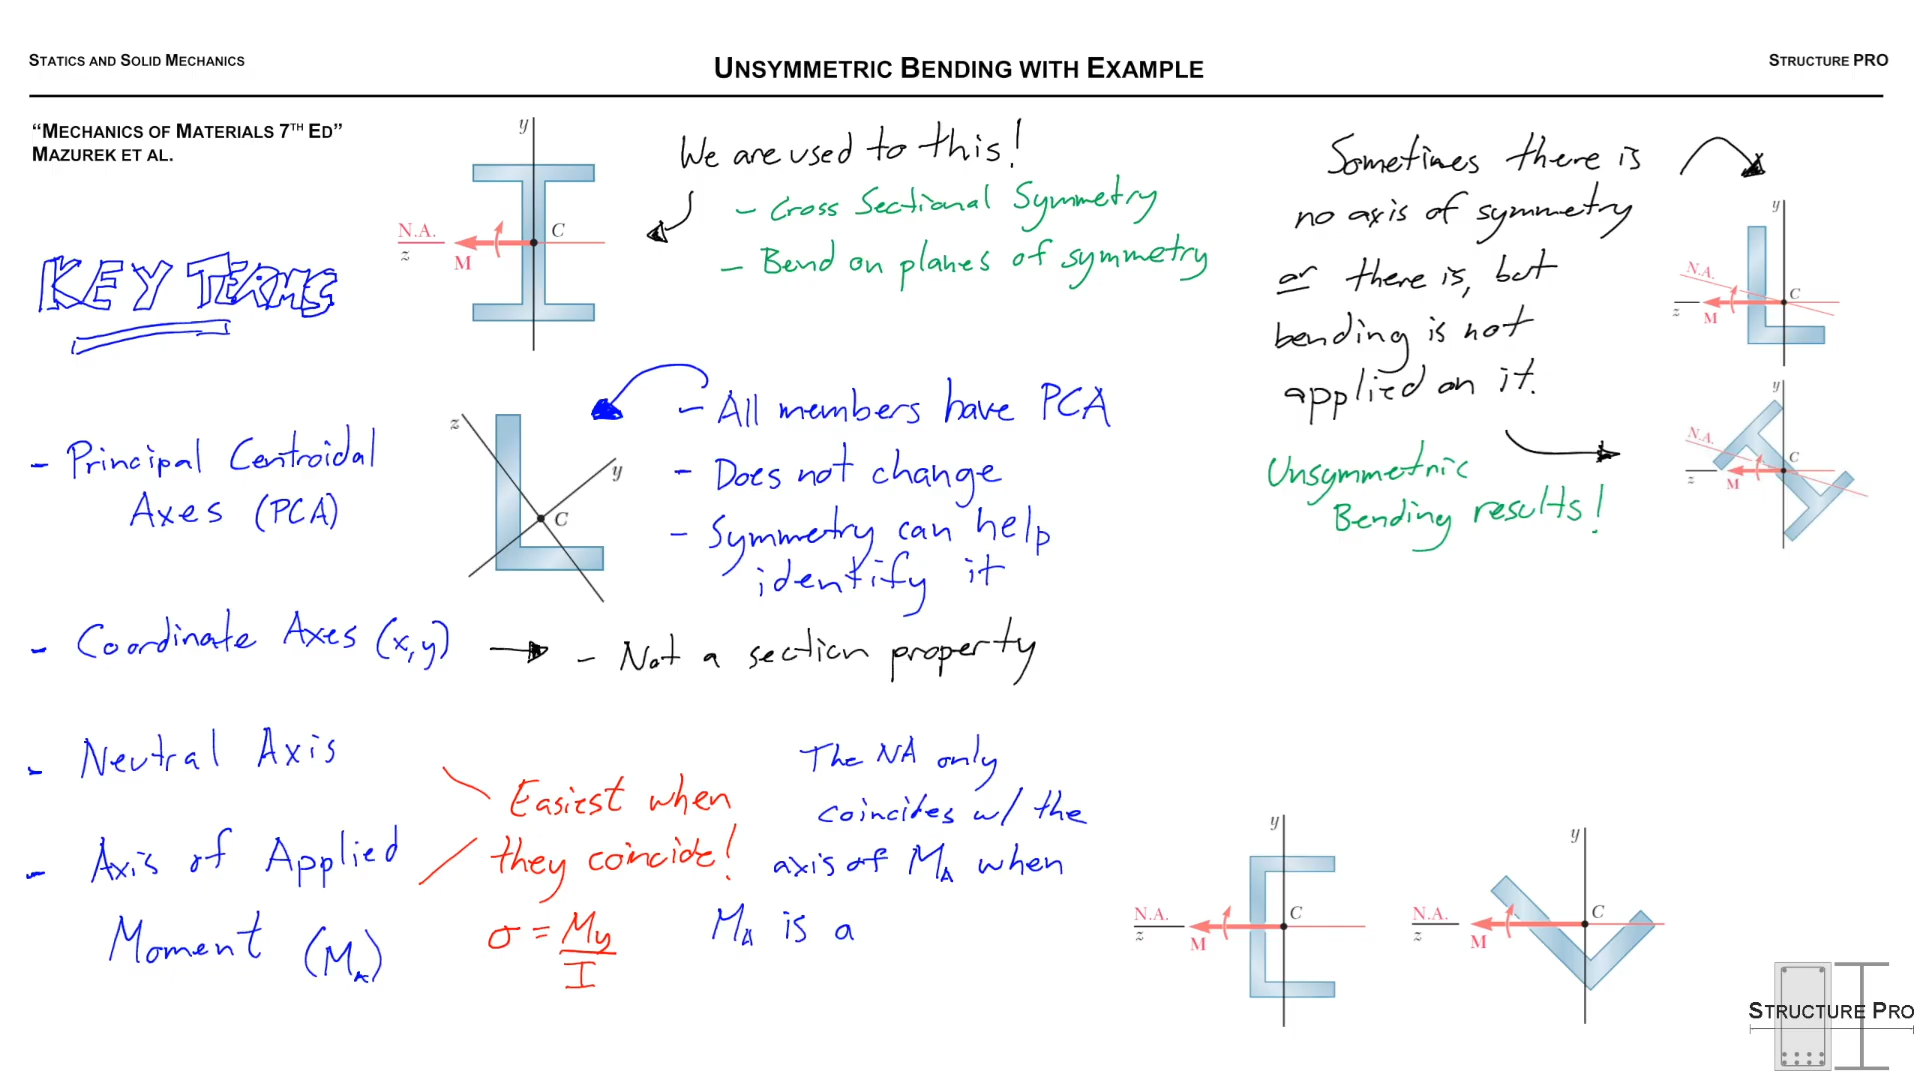 STATICS AND SOLID MECHANICS
UNSYMMETRIC BENDING WITH EXAMPLE
STRUCTURE PRO
"MECHANICS OF MATERIALS 7TH ED"
MAZUREK ET AL.
KEY TERMS
y
N.A.
z
M
C
We are used to this!
- Cross Sectional Symmetry
- Bend on planes of symmetry
Sometimes there is
no axis of symmetry
or there is, but
bending is not
applied on it.
Unsymmetric
Bending results!
y
N.A.
z
M
C
y
N.A.
z
M
C
- Principal Centroidal
Axes (PCA)
z
y
C
- All members have PCA
- Does not change
- Symmetry can help
identify it
- Coordinate Axes (x,y)
- Not a section property
- Neutral Axis
- Axis of Applied
Moment (MA)
Easiest when
they coincide!
σ = My
I
The NA only
coincides w/ the
axis of MA when
MA is a
y
N.A.
z
M
C
y
N.A.
z
M
C
STRUCTURE PRO